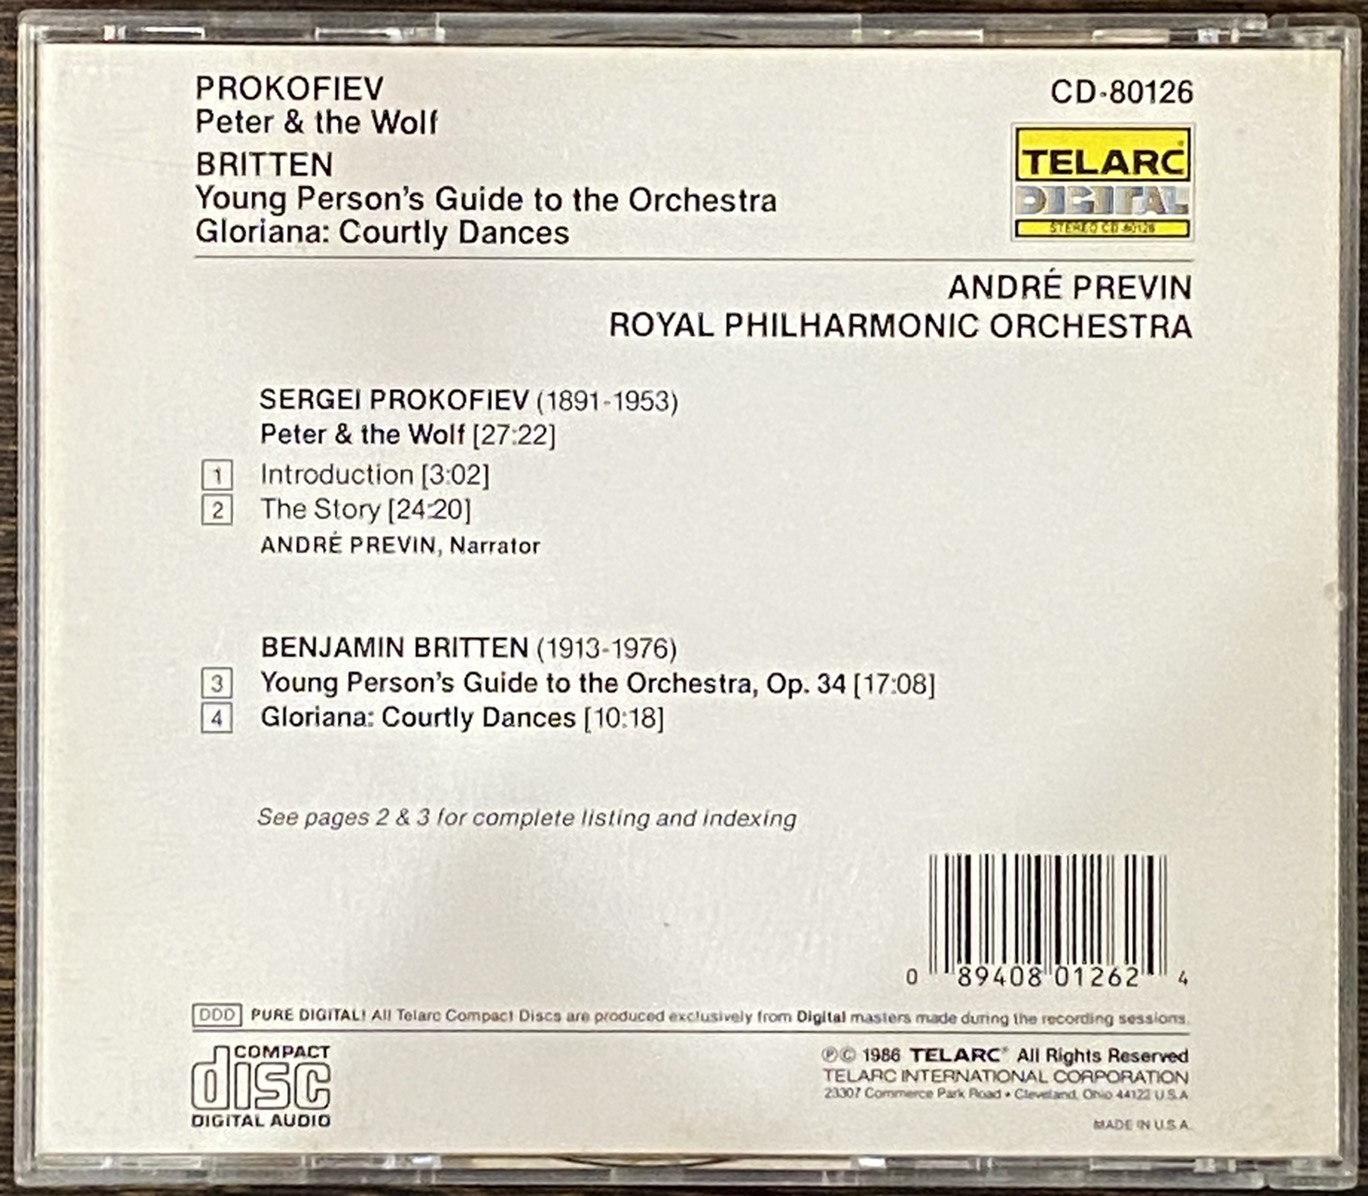 PROKOFIEV
Peter & the Wolf
BRITTEN
Young Person's Guide to the Orchestra
Gloriana: Courtly Dances
CD-80126
TELARC®
DIGITAL
STEREO CD-80126
ANDRÉ PREVIN
ROYAL PHILHARMONIC ORCHESTRA
SERGEI PROKOFIEV (1891-1953)
Peter & the Wolf [27:22]
1 Introduction [3:02]
2 The Story [24:20]
ANDRÉ PREVIN, Narrator
BENJAMIN BRITTEN (1913-1976)
3 Young Person's Guide to the Orchestra, Op. 34 [17:08]
4 Gloriana: Courtly Dances [10:18]
See pages 2 & 3 for complete listing and indexing
0 89408 01262 4
DDD PURE DIGITAL! All Telarc Compact Discs are produced exclusively from Digital masters made during the recording sessions.
COMPACT
disc
DIGITAL AUDIO
℗© 1986 TELARC® All Rights Reserved
TELARC INTERNATIONAL CORPORATION
23307 Commerce Park Road • Cleveland, Ohio 44122 U.S.A.
MADE IN U.S.A.